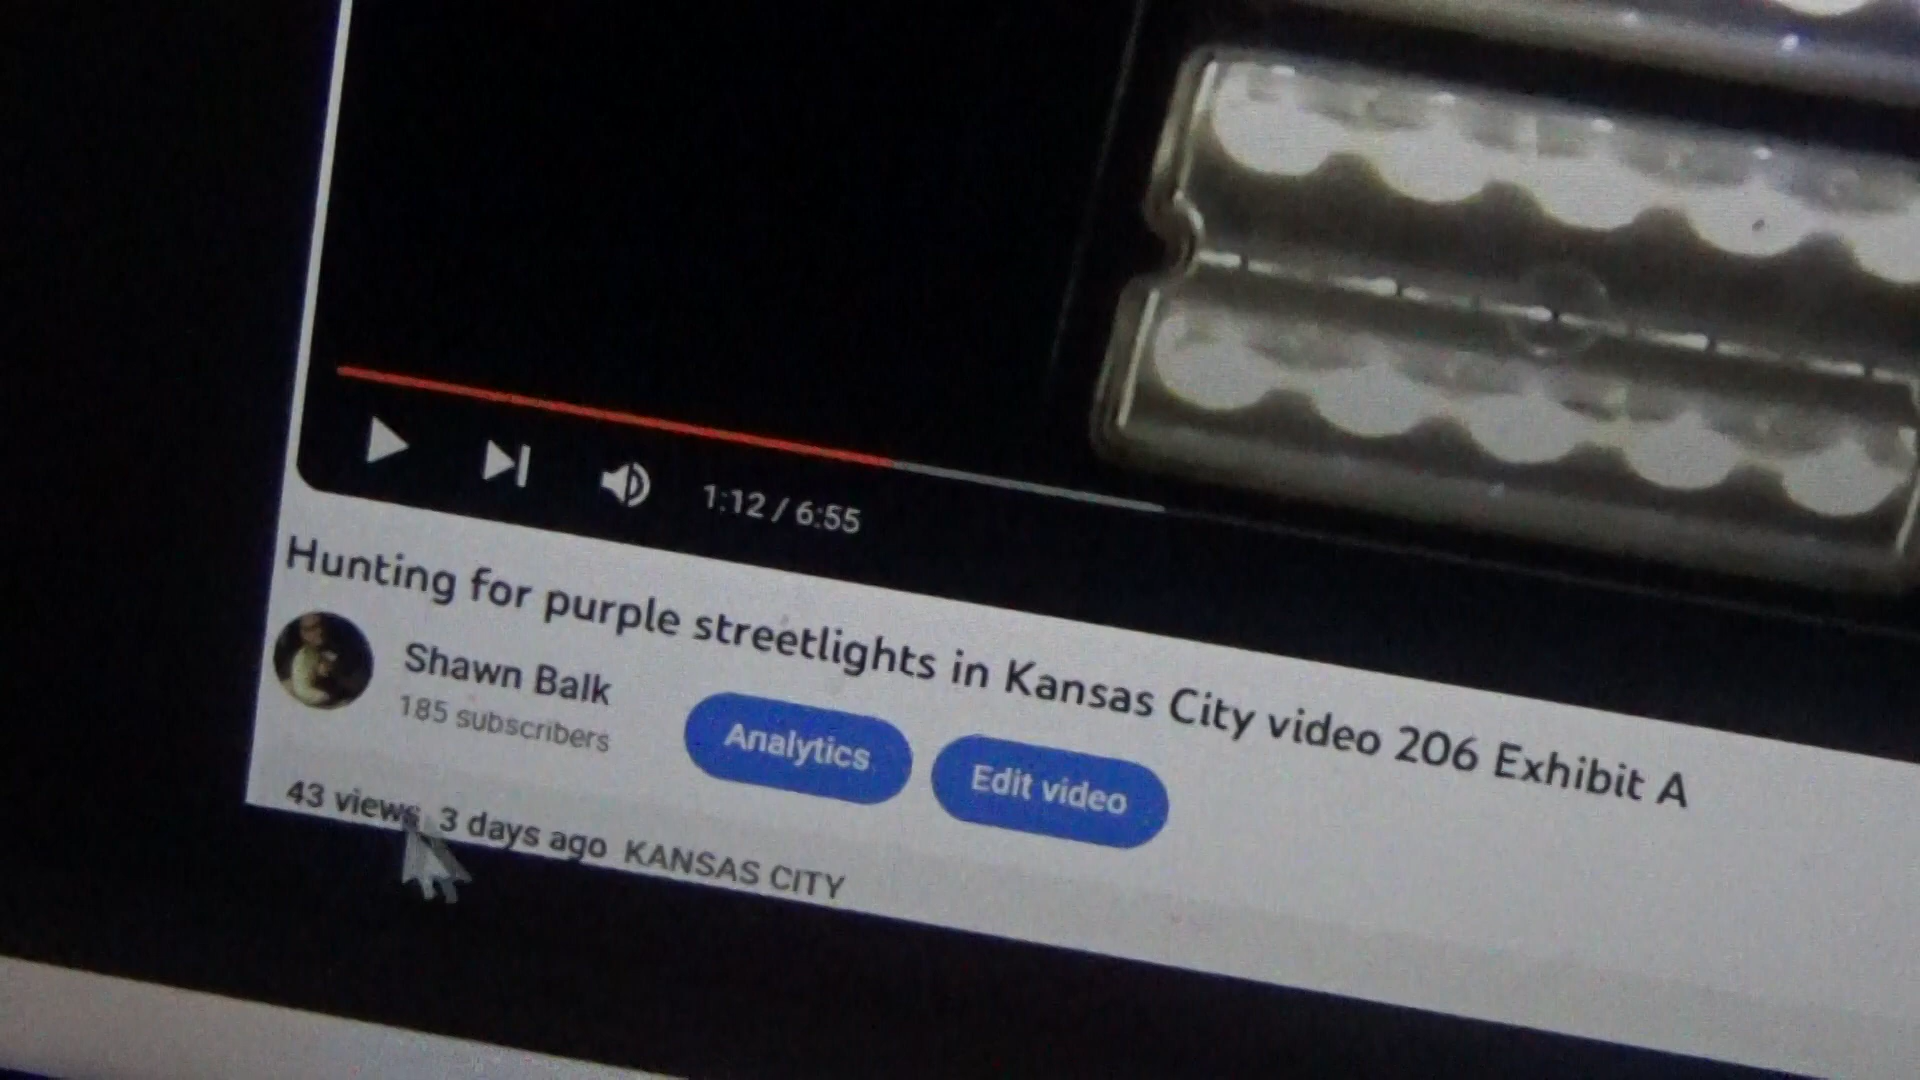 1:12 / 6:55
Hunting for purple streetlights in Kansas City video 206 Exhibit A
Shawn Balk
185 subscribers
Analytics
Edit video
43 views 3 days ago KANSAS CITY